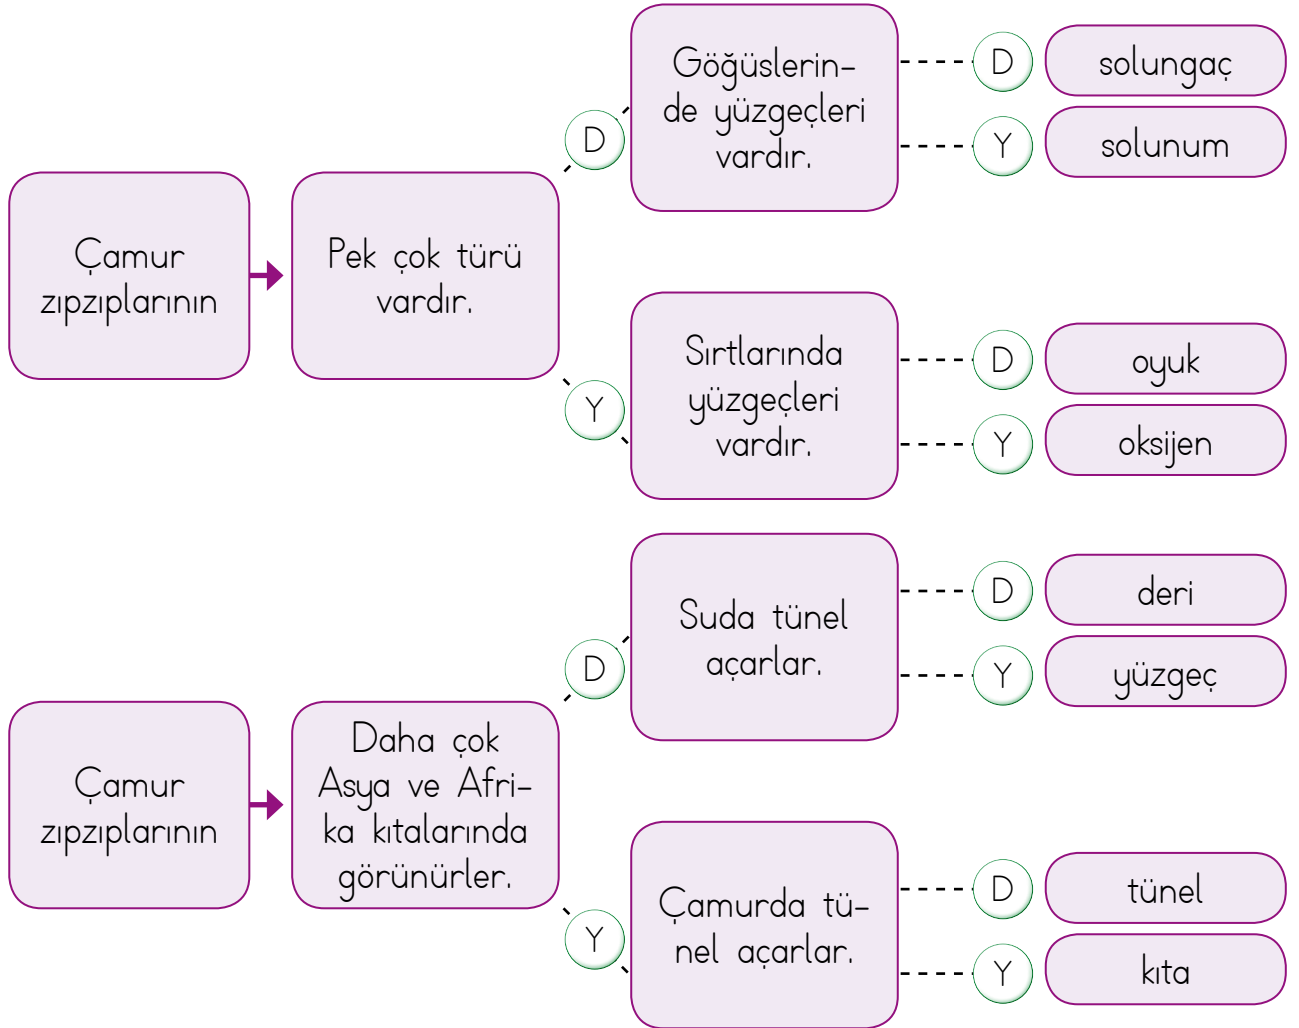 Çamur
zıpzıplarının
Pek çok türü
vardır.
D
Göğüslerin-
de yüzgeçleri
vardır.
D
solungaç
Y
solunum
Y
Sırtlarında
yüzgeçleri
vardır.
D
oyuk
Y
oksijen
Çamur
zıpzıplarının
Daha çok
Asya ve Afri-
ka kıtalarında
görünürler.
D
Suda tünel
açarlar.
D
deri
Y
yüzgeç
Y
Çamurda tü-
nel açarlar.
D
tünel
Y
kıta